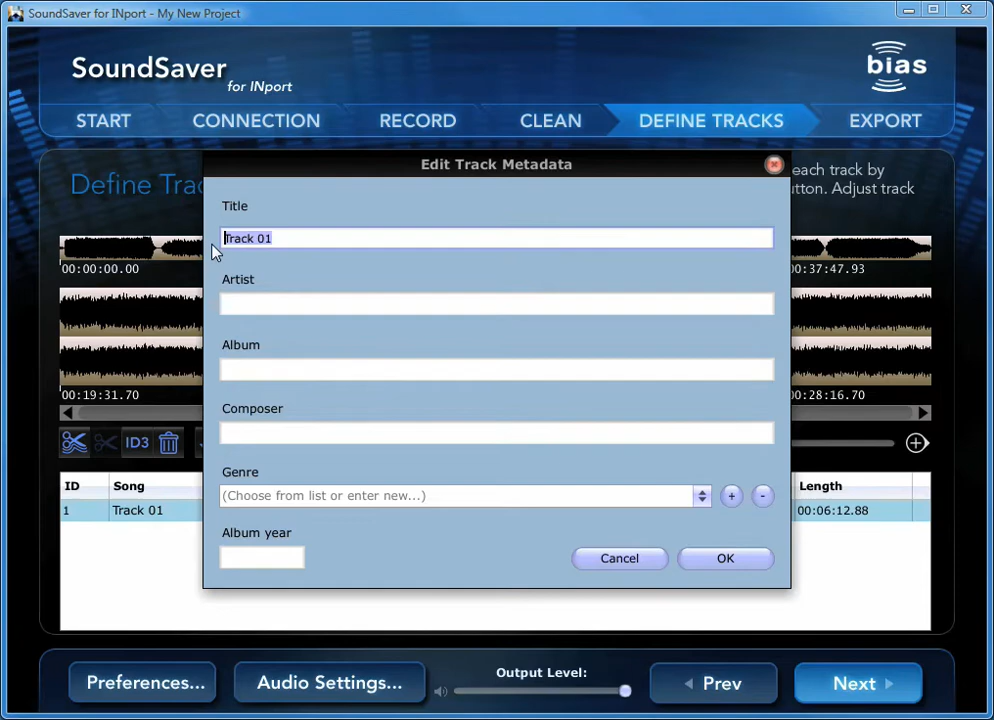 SoundSaver for INport - My New Project
SoundSaver
for INport
bias
START CONNECTION RECORD CLEAN DEFINE TRACKS EXPORT
Edit Track Metadata
Define Tra
each track by
utton. Adjust track
Title
Track 01
00:00:00.00
00:37:47.93
Artist
Album
00:19:31.70
00:28:16.70
Composer
ID3
Genre
(Choose from list or enter new...)
+ -
ID Song Length
1 Track 01 00:06:12.88
Album year
Cancel OK
Preferences... Audio Settings... Output Level: Prev Next